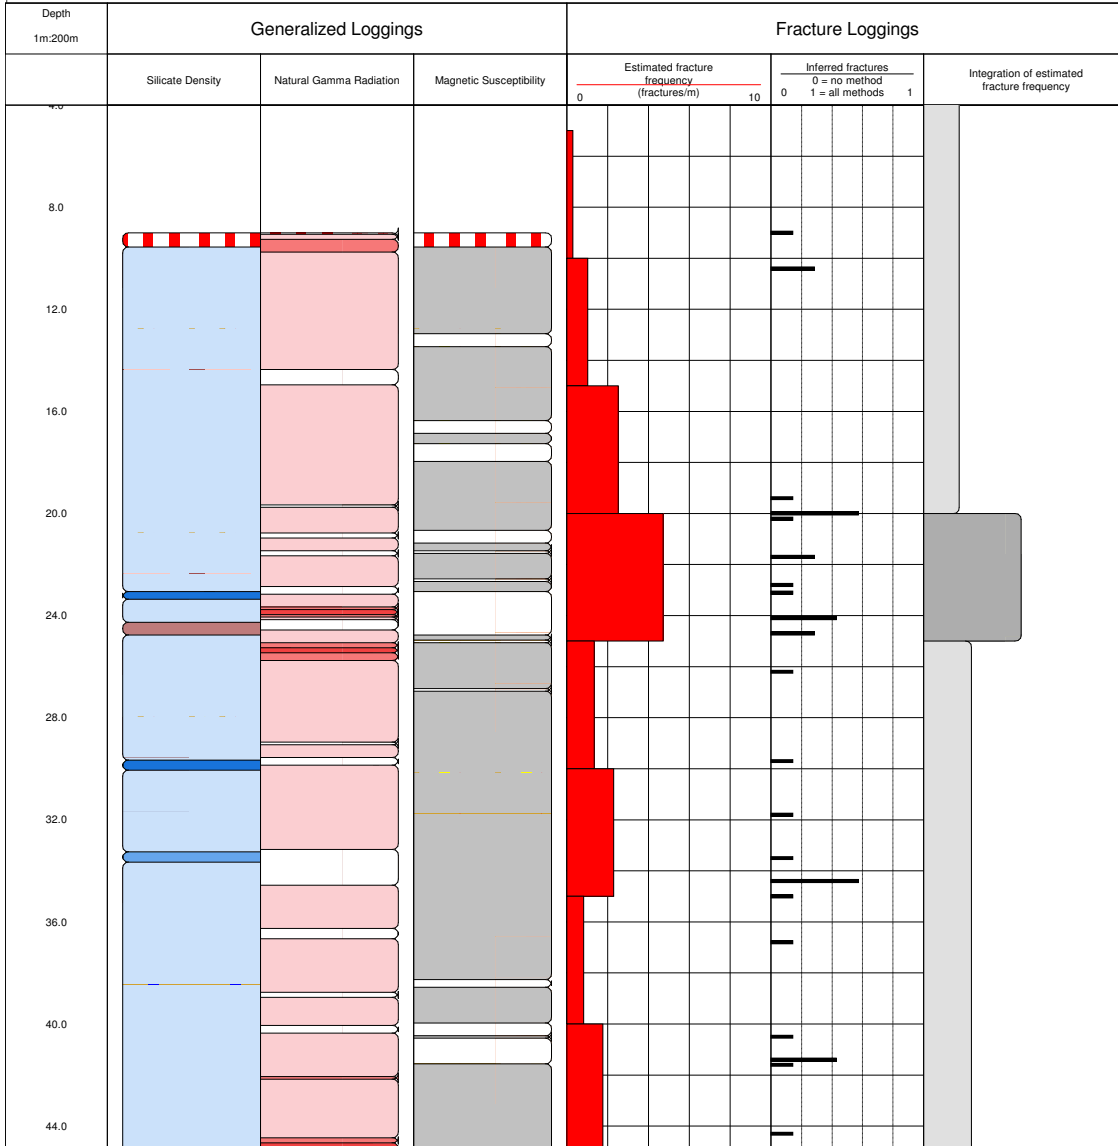 Depth
1m:200m
Generalized Loggings
Fracture Loggings
Silicate Density
Natural Gamma Radiation
Magnetic Susceptibility
Estimated fracture
frequency
(fractures/m)
0
10
Inferred fractures
0 = no method
0 1 = all methods 1
Integration of estimated
fracture frequency
4.0
8.0
12.0
16.0
20.0
24.0
28.0
32.0
36.0
40.0
44.0